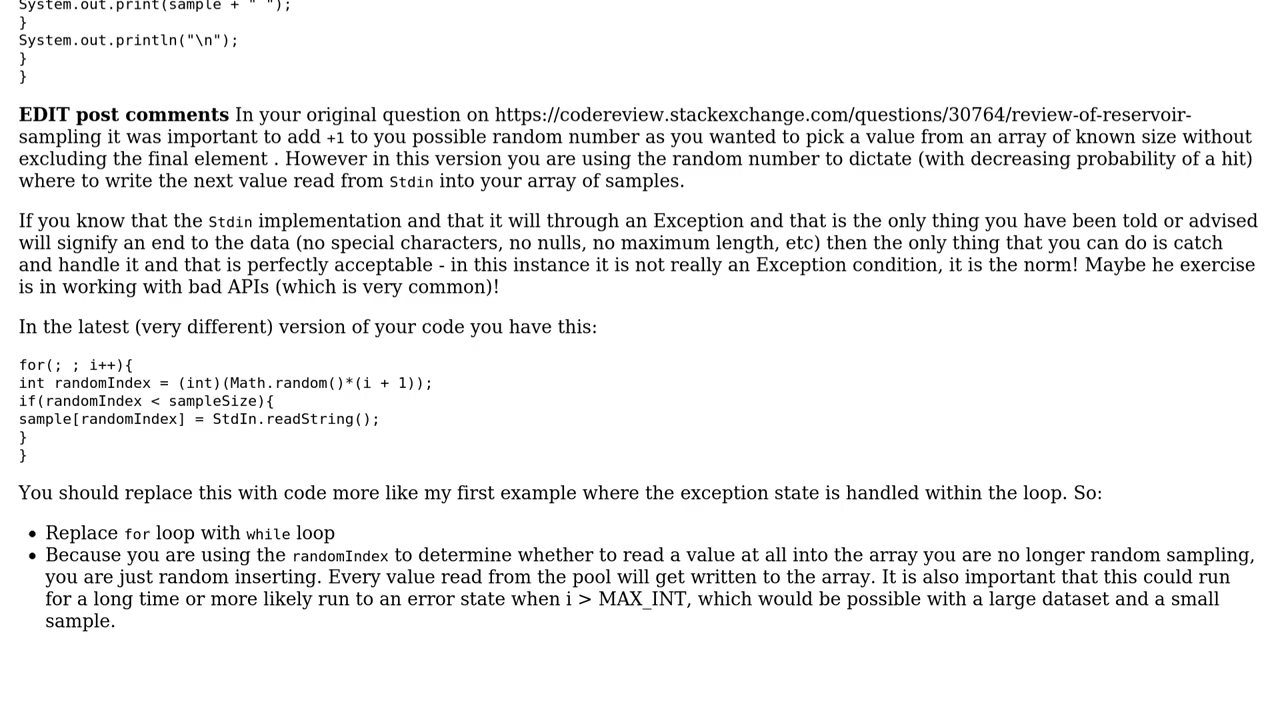 System.out.print(sample + " ");
}
System.out.println("\n");
}
}
EDIT post comments In your original question on https://codereview.stackexchange.com/questions/30764/review-of-reservoir-
sampling it was important to add +1 to you possible random number as you wanted to pick a value from an array of known size without
excluding the final element . However in this version you are using the random number to dictate (with decreasing probability of a hit)
where to write the next value read from Stdin into your array of samples.
If you know that the Stdin implementation and that it will through an Exception and that is the only thing you have been told or advised
will signify an end to the data (no special characters, no nulls, no maximum length, etc) then the only thing that you can do is catch
and handle it and that is perfectly acceptable - in this instance it is not really an Exception condition, it is the norm! Maybe he exercise
is in working with bad APIs (which is very common)!
In the latest (very different) version of your code you have this:
for(; ; i++){
int randomIndex = (int)(Math.random()*(i + 1));
if(randomIndex < sampleSize){
sample[randomIndex] = StdIn.readString();
}
}
You should replace this with code more like my first example where the exception state is handled within the loop. So:
• Replace for loop with while loop
• Because you are using the randomIndex to determine whether to read a value at all into the array you are no longer random sampling,
you are just random inserting. Every value read from the pool will get written to the array. It is also important that this could run
for a long time or more likely run to an error state when i > MAX_INT, which would be possible with a large dataset and a small
sample.